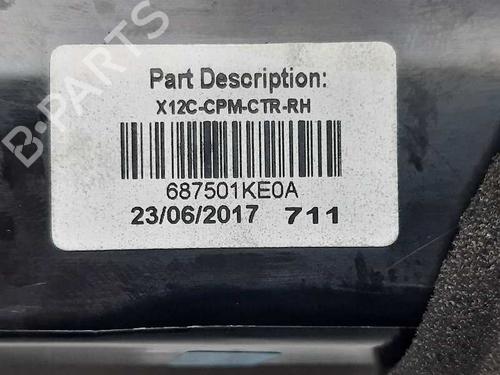 B-PARTS
Part Description:
X12C-CPM-CTR-RH
687501KE0A
23/06/2017 711